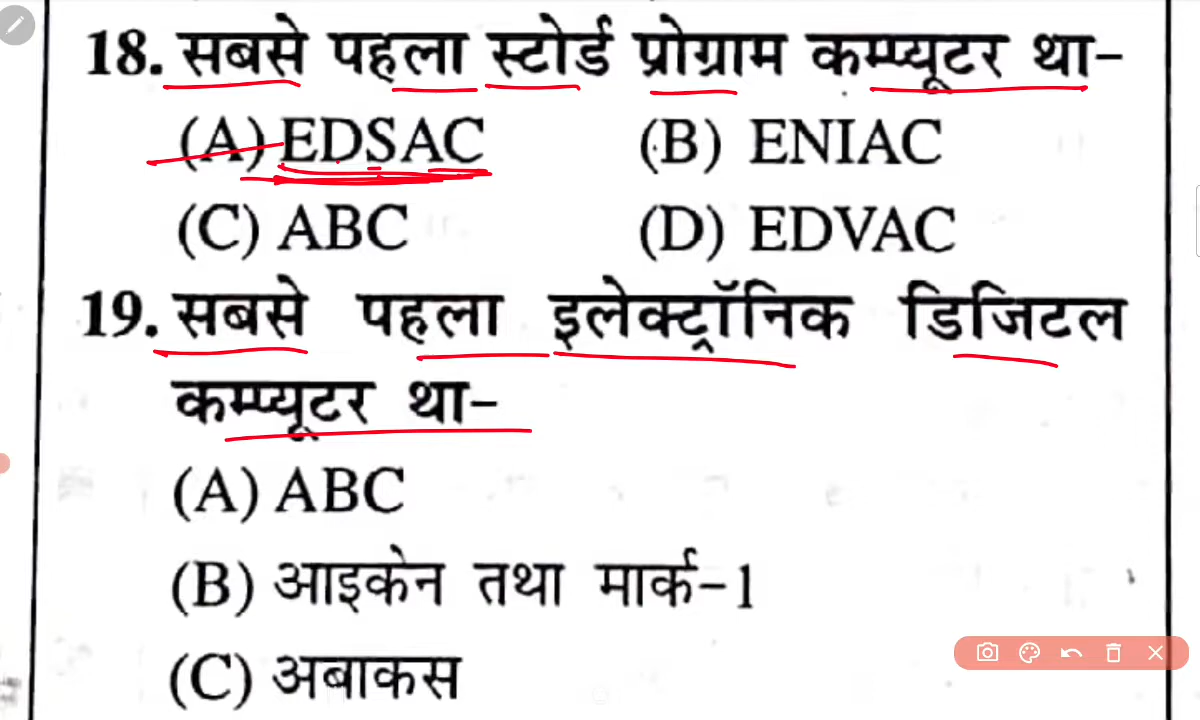 18. सबसे पहला स्टोर्ड प्रोग्राम कम्प्यूटर था-
(A) EDSAC (B) ENIAC
(C) ABC (D) EDVAC
19. सबसे पहला इलेक्ट्रॉनिक डिजिटल
कम्प्यूटर था-
(A) ABC
(B) आइकेन तथा मार्क-1
(C) अबाकस